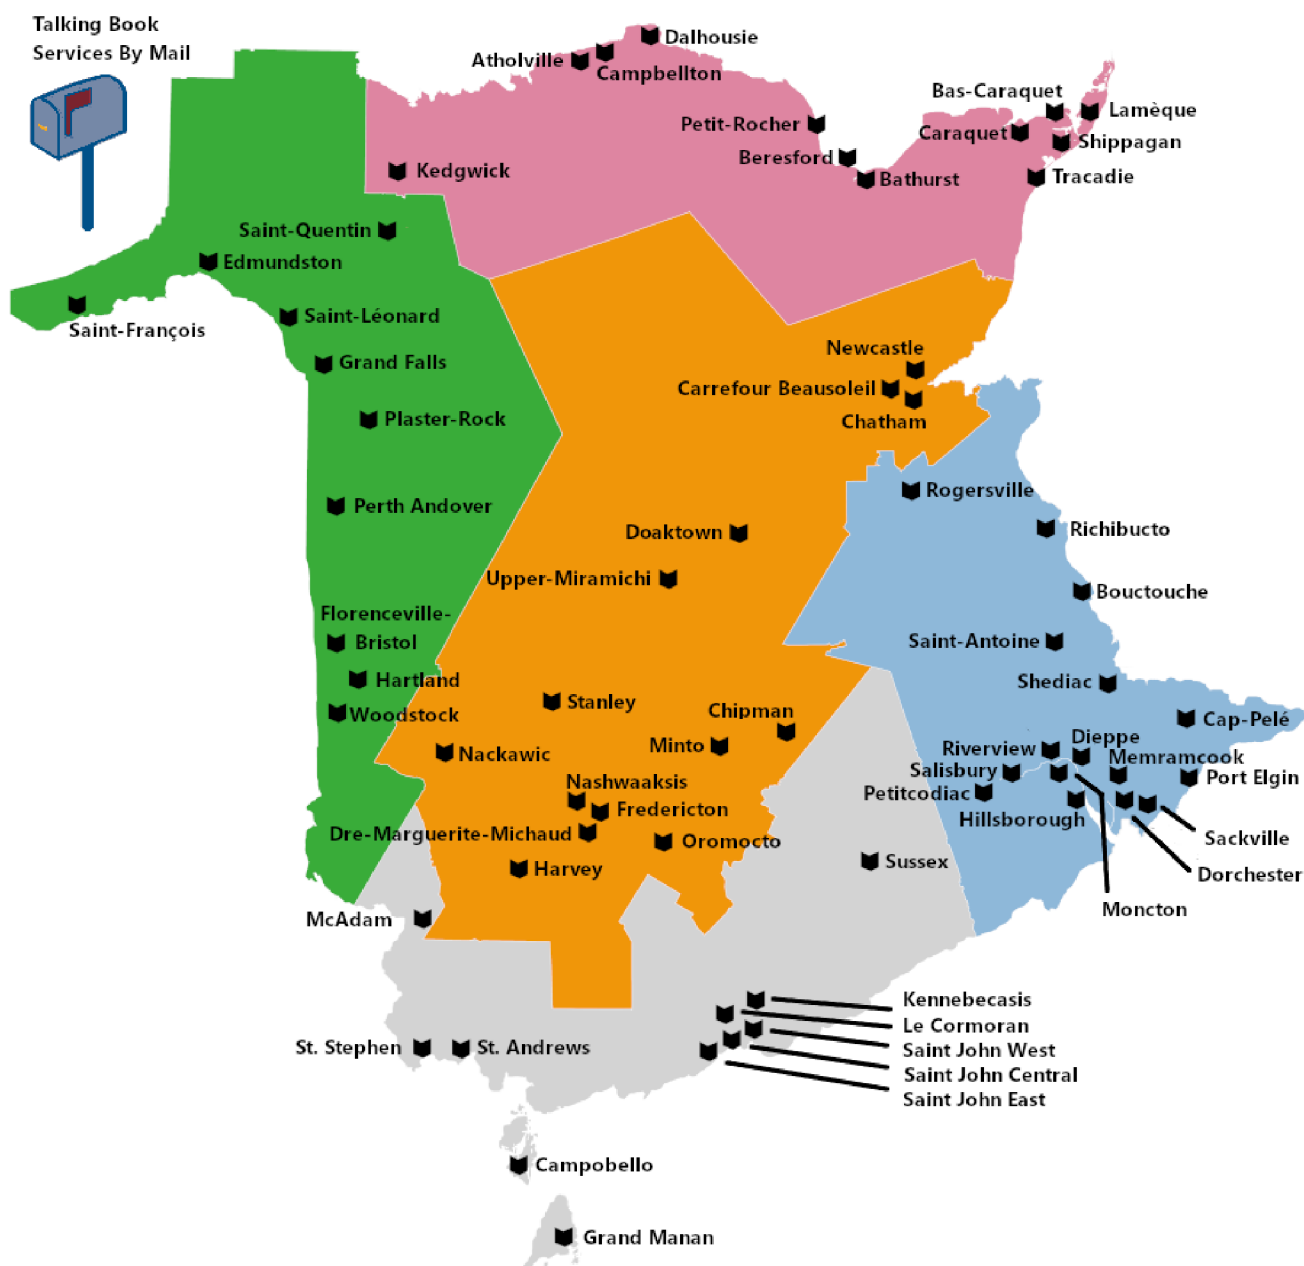 Talking Book
Services By Mail
Dalhousie
Atholville
Campbellton
Bas-Caraquet
Lamèque
Petit-Rocher
Caraquet
Shippagan
Beresford
Kedgwick
Bathurst
Tracadie
Saint-Quentin
Edmundston
Saint-François
Saint-Léonard
Newcastle
Grand Falls
Carrefour Beausoleil
Plaster-Rock
Chatham
Rogersville
Perth Andover
Doaktown
Richibucto
Upper-Miramichi
Bouctouche
Florenceville-
Bristol
Saint-Antoine
Hartland
Shediac
Stanley
Chipman
Woodstock
Cap-Pelé
Dieppe
Minto
Riverview
Nackawic
Memramcook
Salisbury
Port Elgin
Nashwaaksis
Petitcodiac
Fredericton
Hillsborough
Dre-Marguerite-Michaud
Oromocto
Sackville
Harvey
Sussex
Dorchester
McAdam
Moncton
Kennebecasis
Le Cormoran
St. Stephen
St. Andrews
Saint John West
Saint John Central
Saint John East
Campobello
Grand Manan